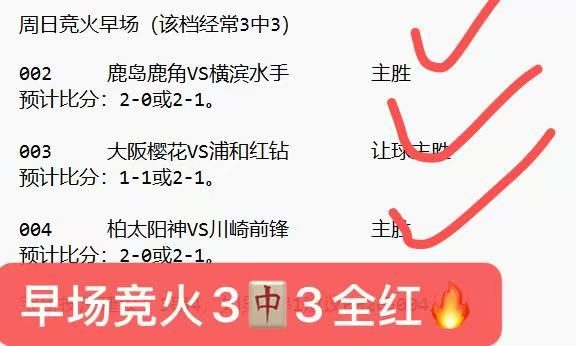 周日竞火早场（该档经常3中3）
002 鹿岛鹿角VS横滨水手 主胜
预计比分：2-0或2-1。
003 大阪樱花VS浦和红钻 让球主胜
预计比分：1-1或2-1。
004 柏太阳神VS川崎前锋 主胜
预计比分：2-0或2-1。
早场竞火3🀄3全红🔥